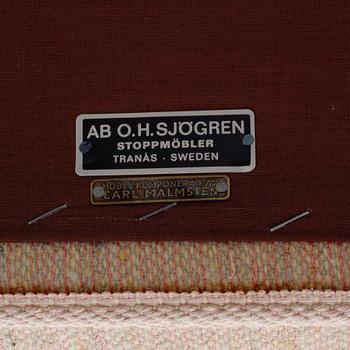 AB O.H. SJÖGREN
STOPPMÖBLER
TRANÅS · SWEDEN
MÖBEL KOMPONERAD AV
CARL MALMSTEN